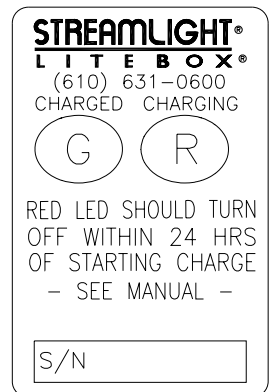 STREAMLIGHT®
LITEBOX®
(610) 631-0600
CHARGED CHARGING
G R
RED LED SHOULD TURN
OFF WITHIN 24 HRS
OF STARTING CHARGE
- SEE MANUAL -
S/N